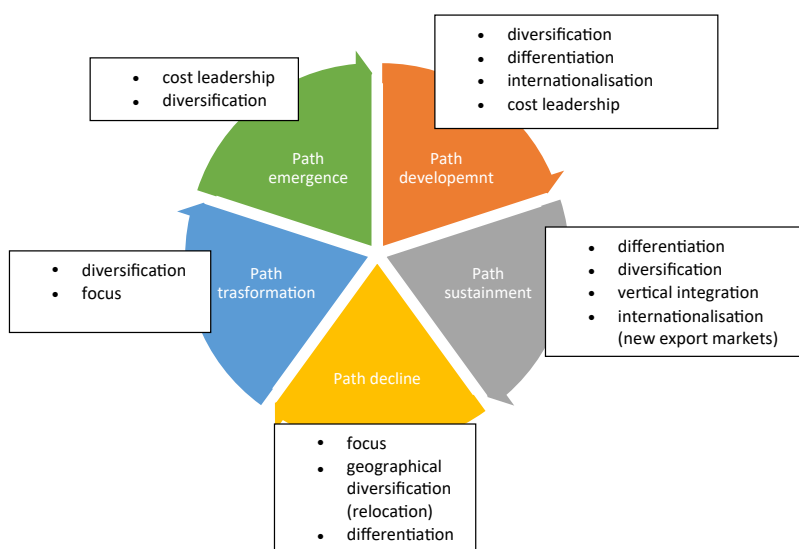 • cost leadership
• diversification
• diversification
• differentiation
• internationalisation
• cost leadership
Path
emergence
Path
developemnt
• diversification
• focus
Path
trasformation
Path
sustainment
• differentiation
• diversification
• vertical integration
• internationalisation
(new export markets)
Path decline
• focus
• geographical
diversification
(relocation)
• differentiation